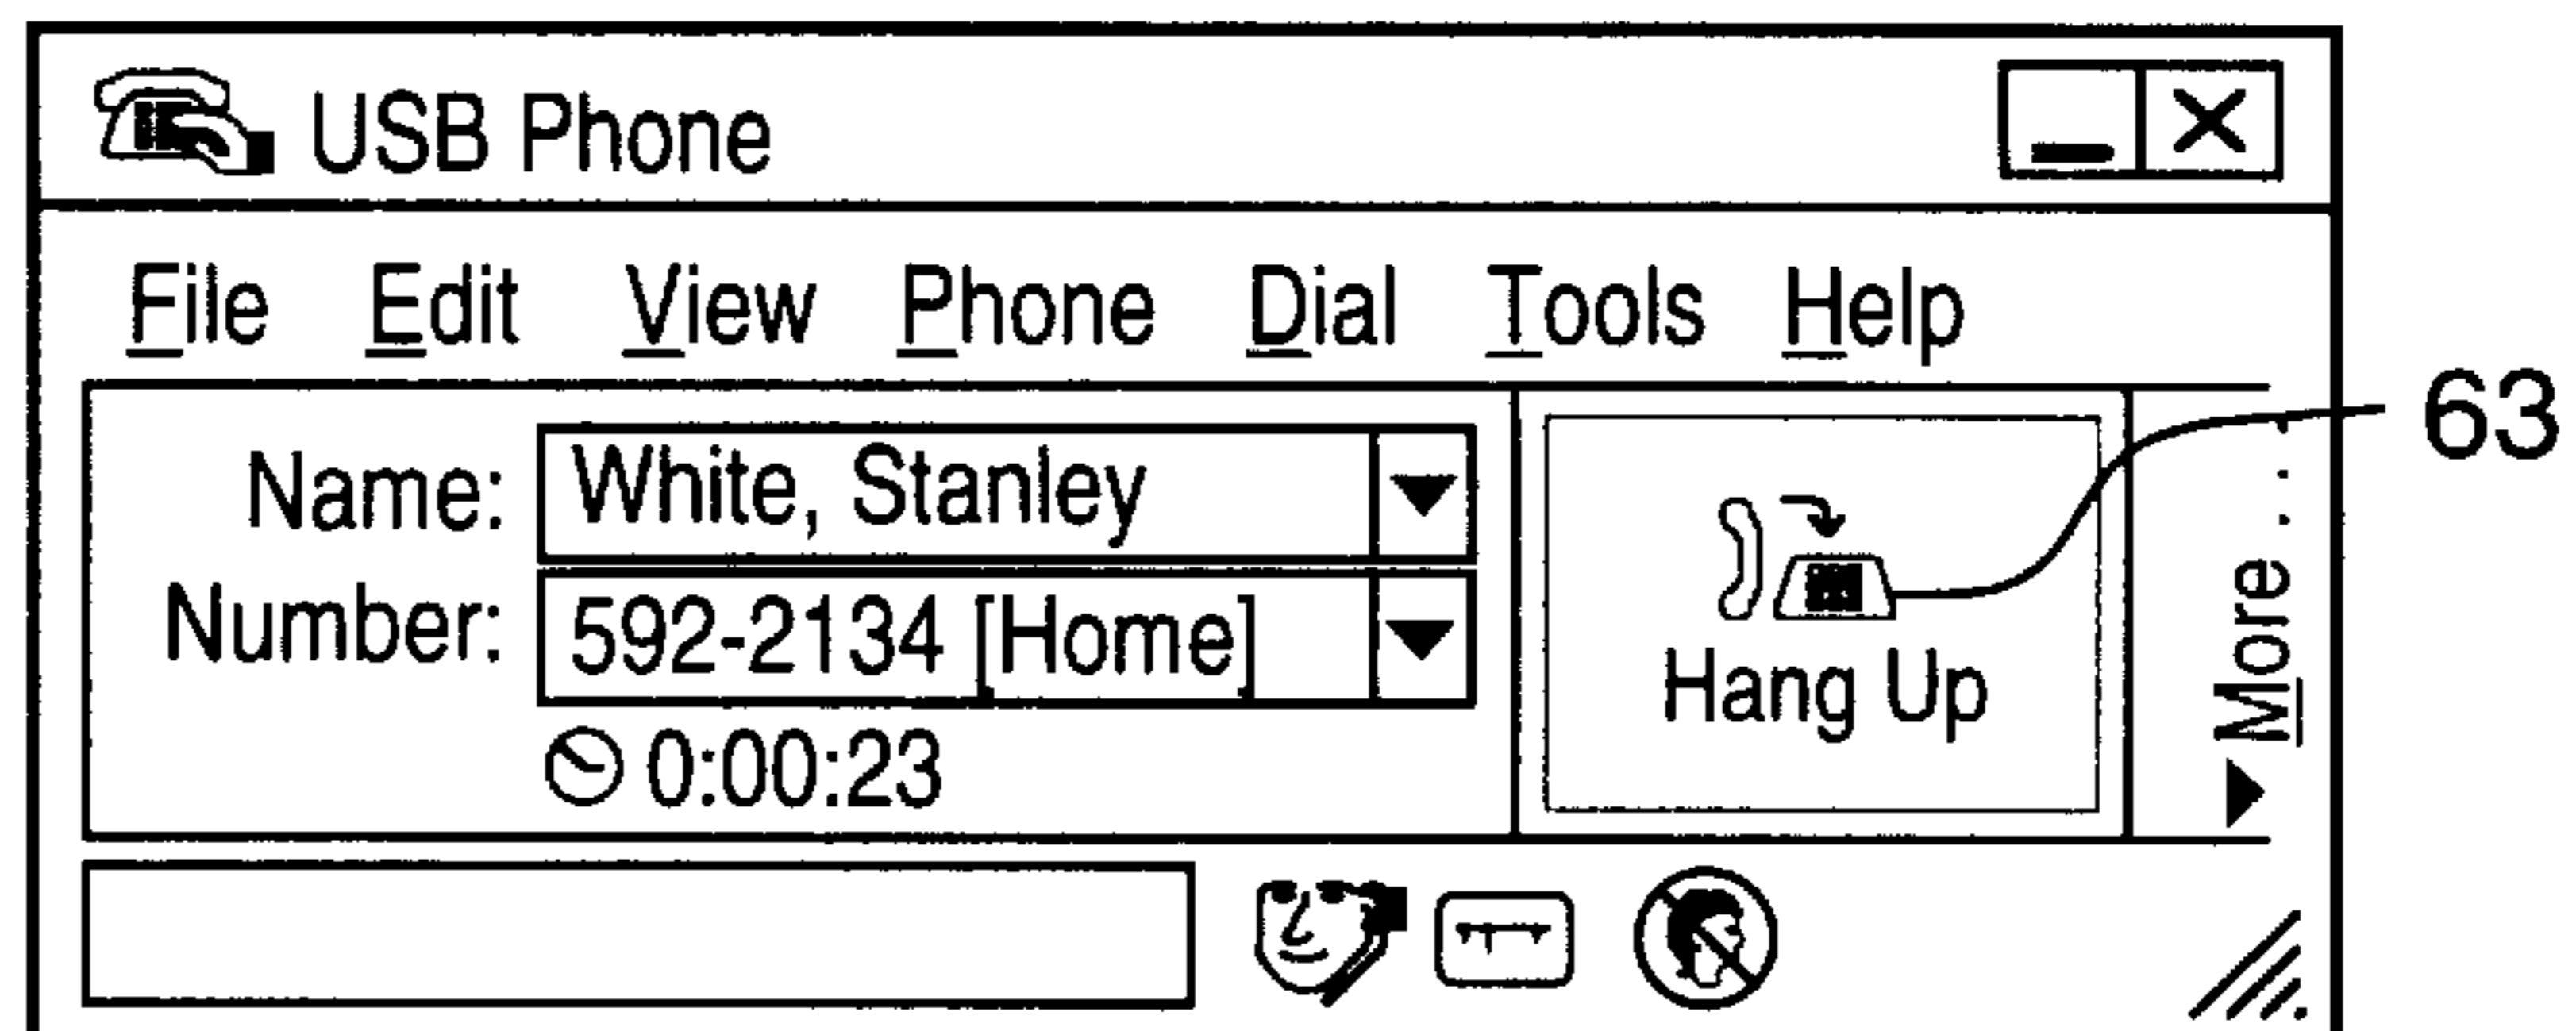 USB Phone
File Edit View Phone Dial Tools Help
Name: White, Stanley
Number: 592-2134 [Home]
0:00:23
Hang Up
More . . .
63